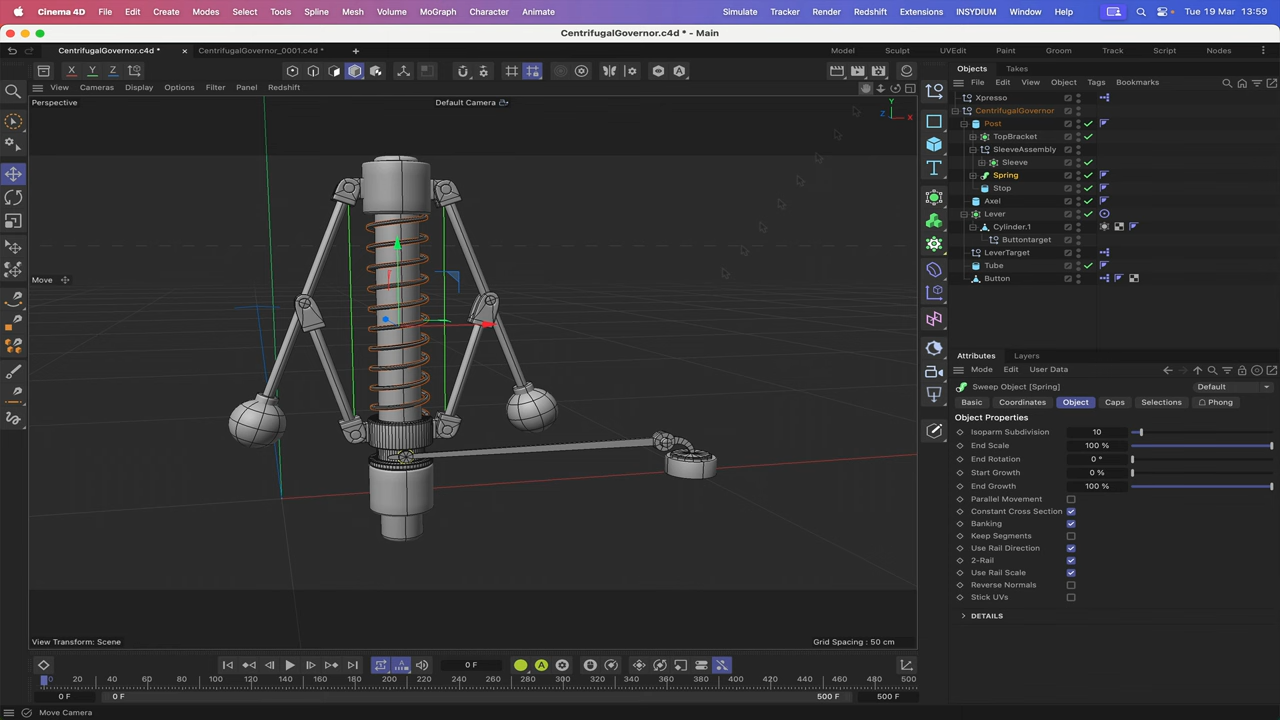 Cinema 4D File Edit Create Modes Select Tools Spline Mesh Volume MoGraph Character Animate Simulate Tracker Render Redshift Extensions INSYDIUM Window Help Tue 19 Mar 13:59
CentrifugalGovernor.c4d * - Main
CentrifugalGovernor.c4d * × CentrifugalGovernor_0001.c4d * + Model Sculpt UVEdit Paint Groom Track Script Nodes
X Y Z
Objects Takes
View Cameras Display Options Filter Panel Redshift
File Edit View Object Tags Bookmarks
Perspective
Default Camera
Y
Z X
Move
Xpresso
CentrifugalGovernor
Post
TopBracket
SleeveAssembly
Sleeve
Spring
Stop
Axel
Lever
Cylinder.1
Buttontarget
LeverTarget
Tube
Button
Attributes Layers
Mode Edit User Data
Sweep Object [Spring] Default
Basic Coordinates Object Caps Selections Phong
Object Properties
Isoparm Subdivision 10
End Scale 100 %
End Rotation 0 °
Start Growth 0 %
End Growth 100 %
Parallel Movement
Constant Cross Section
Banking
Keep Segments
Use Rail Direction
2-Rail
Use Rail Scale
Reverse Normals
Stick UVs
DETAILS
View Transform: Scene
Grid Spacing : 50 cm
0 F
0 20 40 60 80 100 120 140 160 180 200 220 240 260 280 300 320 340 360 380 400 420 440 460 480 500
0 F 0 F 500 F 500 F
Move Camera